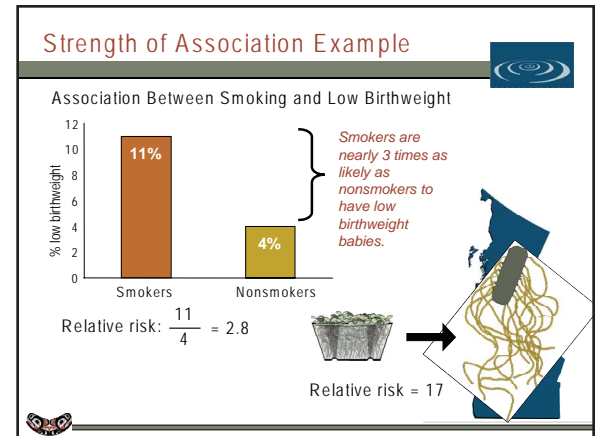 Strength of Association Example
Association Between Smoking and Low Birthweight
% low birthweight
12
10
8
6
4
2
0
11%
4%
Smokers
Nonsmokers
Smokers are
nearly 3 times as
likely as
nonsmokers to
have low
birthweight
babies.
Relative risk: 11
4
= 2.8
Relative risk = 17